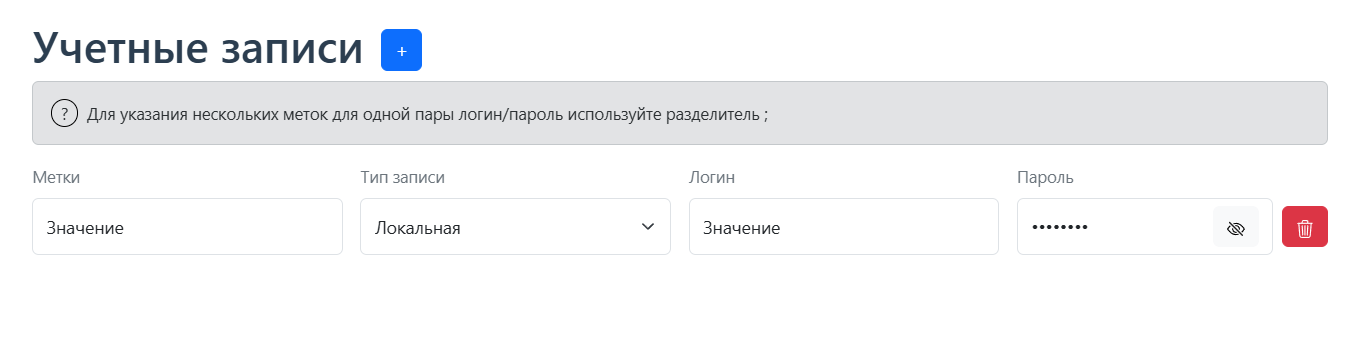 Учетные записи +
? Для указания нескольких меток для одной пары логин/пароль используйте разделитель ;
Метки Тип записи Логин Пароль
Значение Локальная Значение ••••••••